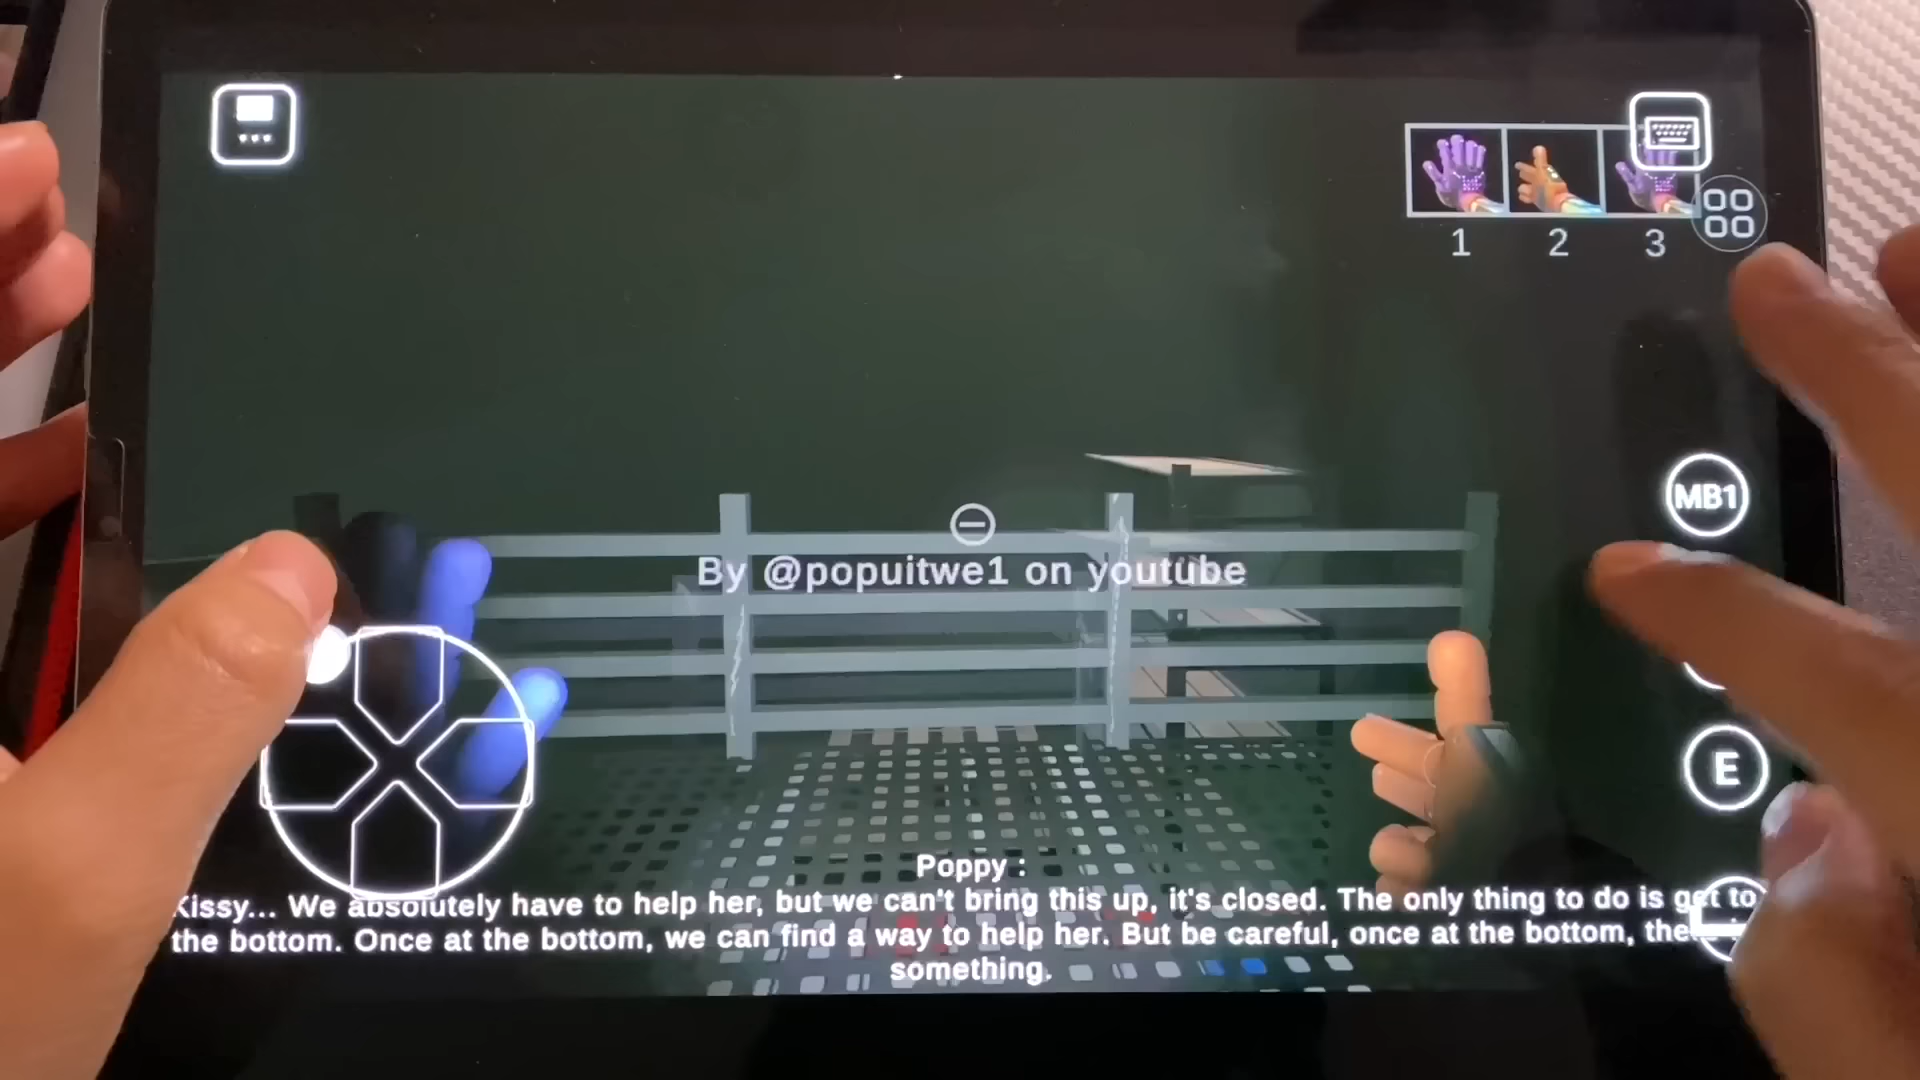 1 2 3
MB1
By @popuitwe1 on youtube
E
Poppy :
Kissy... We absolutely have to help her, but we can't bring this up, it's closed. The only thing to do is get to
the bottom. Once at the bottom, we can find a way to help her. But be careful, once at the bottom,
something.